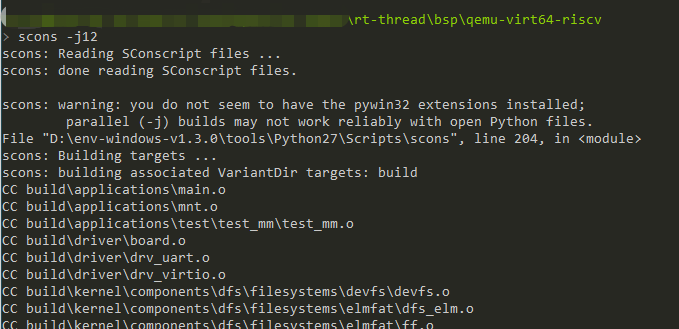 \rt-thread\bsp\qemu-virt64-riscv
> scons -j12
scons: Reading SConscript files ...
scons: done reading SConscript files.
scons: warning: you do not seem to have the pywin32 extensions installed;
parallel (-j) builds may not work reliably with open Python files.
File "D:\env-windows-v1.3.0\tools\Python27\Scripts\scons", line 204, in <module>
scons: Building targets ...
scons: building associated VariantDir targets: build
CC build\applications\main.o
CC build\applications\mnt.o
CC build\applications\test\test_mm\test_mm.o
CC build\driver\board.o
CC build\driver\drv_uart.o
CC build\driver\drv_virtio.o
CC build\kernel\components\dfs\filesystems\devfs\devfs.o
CC build\kernel\components\dfs\filesystems\elmfat\dfs_elm.o
CC build\kernel\components\dfs\filesystems\elmfat\ff.o